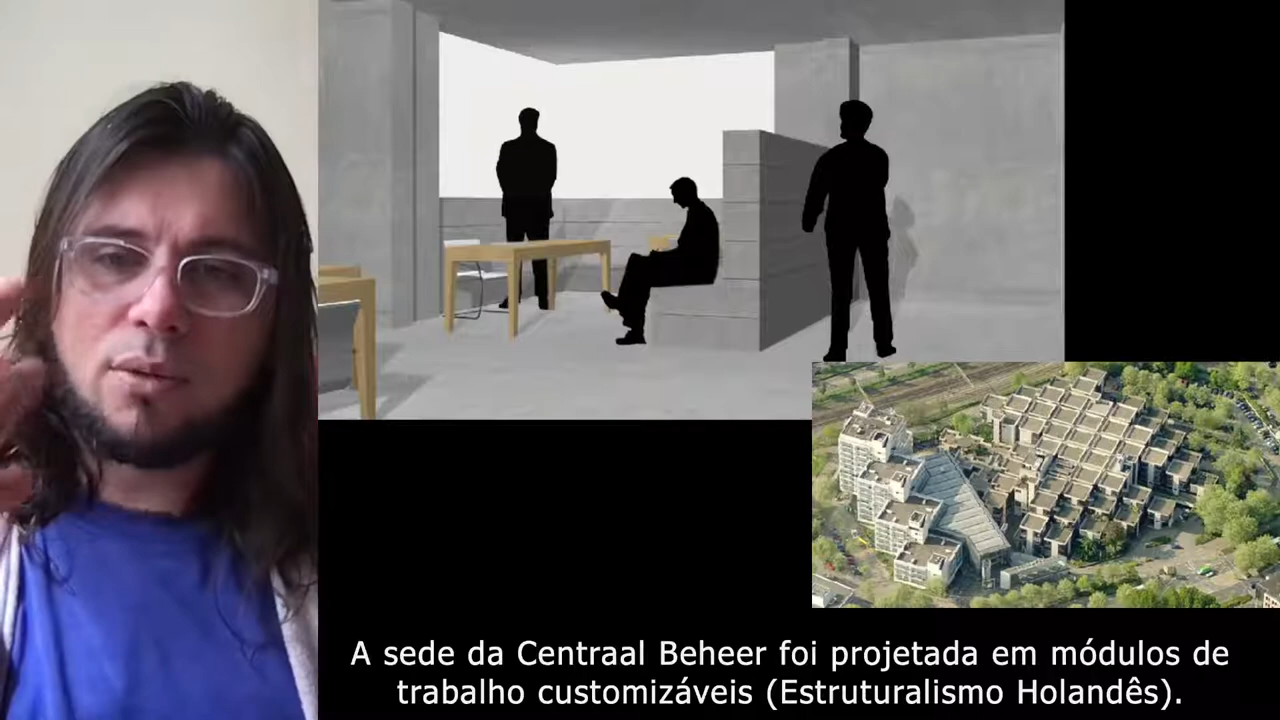 A sede da Centraal Beheer foi projetada em módulos de
trabalho customizáveis (Estruturalismo Holandês).